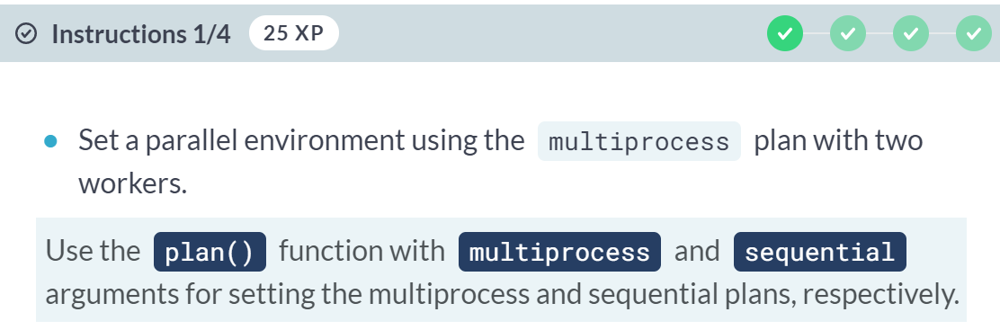 Instructions 1/4 25 XP
Set a parallel environment using the multiprocess plan with two
workers.
Use the plan() function with multiprocess and sequential
arguments for setting the multiprocess and sequential plans, respectively.